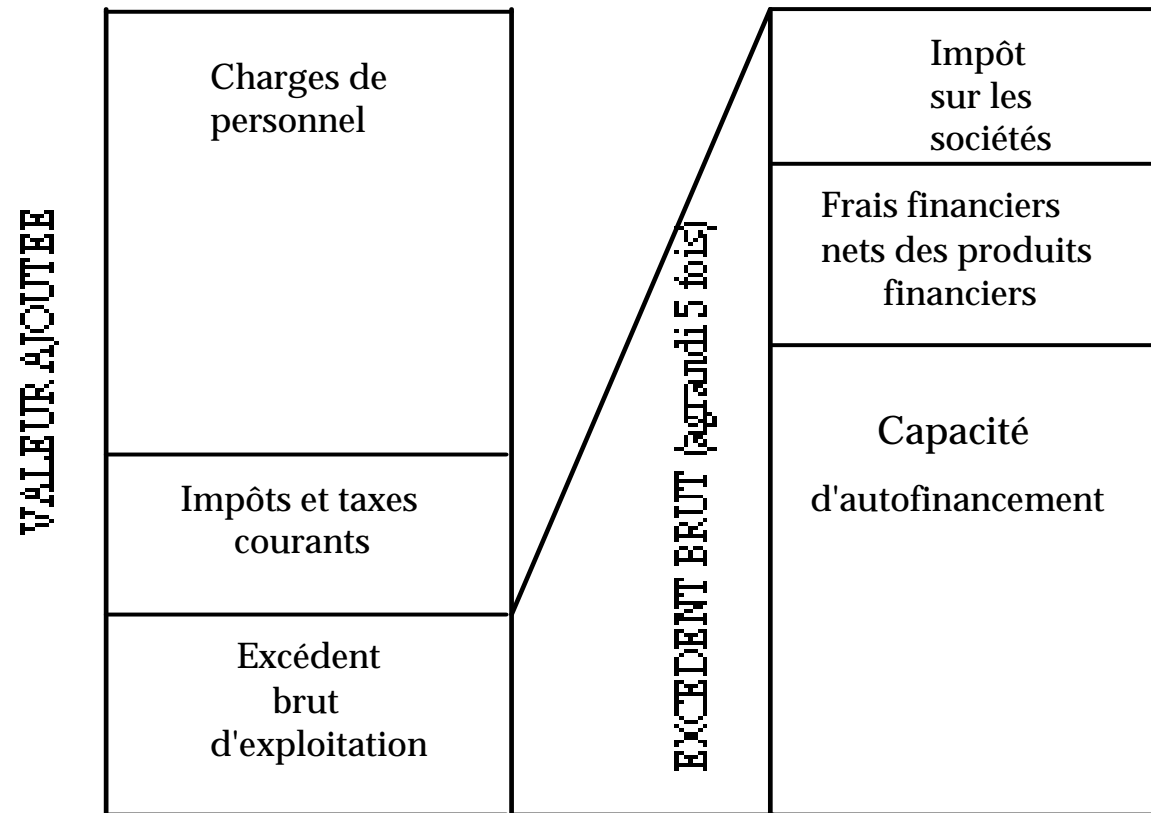 VALEUR AJOUTEE
Charges de
personnel
Impôts et taxes
courants
Excédent
brut
d'exploitation
EXCEDENT BRUT (agrandi 5 fois)
Impôt
sur les
sociétés
Frais financiers
nets des produits
financiers
Capacité
d'autofinancement